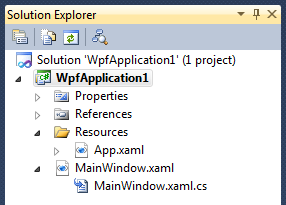 Solution Explorer
Solution 'WpfApplication1' (1 project)
WpfApplication1
Properties
References
Resources
App.xaml
MainWindow.xaml
MainWindow.xaml.cs